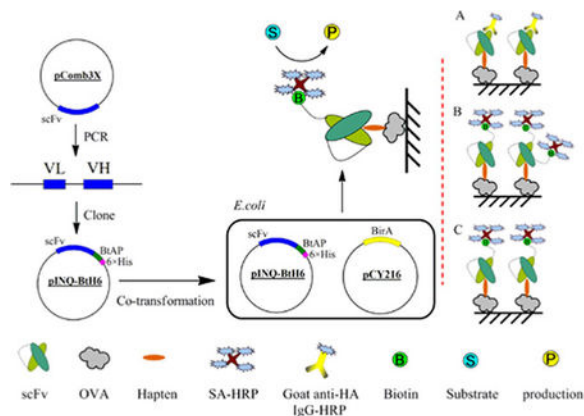 pComb3X
scFv
PCR
VL VH
Clone
scFv
BtAP
6×His
pINQ-BtH6
Co-transformation
E.coli
scFv
BtAP
6×His
pINQ-BtH6
BirA
pCY216
S
P
B
A
B
B
B
B
C
B
B
B
S
P
scFv
OVA
Hapten
SA-HRP
Goat anti-HA
IgG-HRP
Biotin
Substrate
production